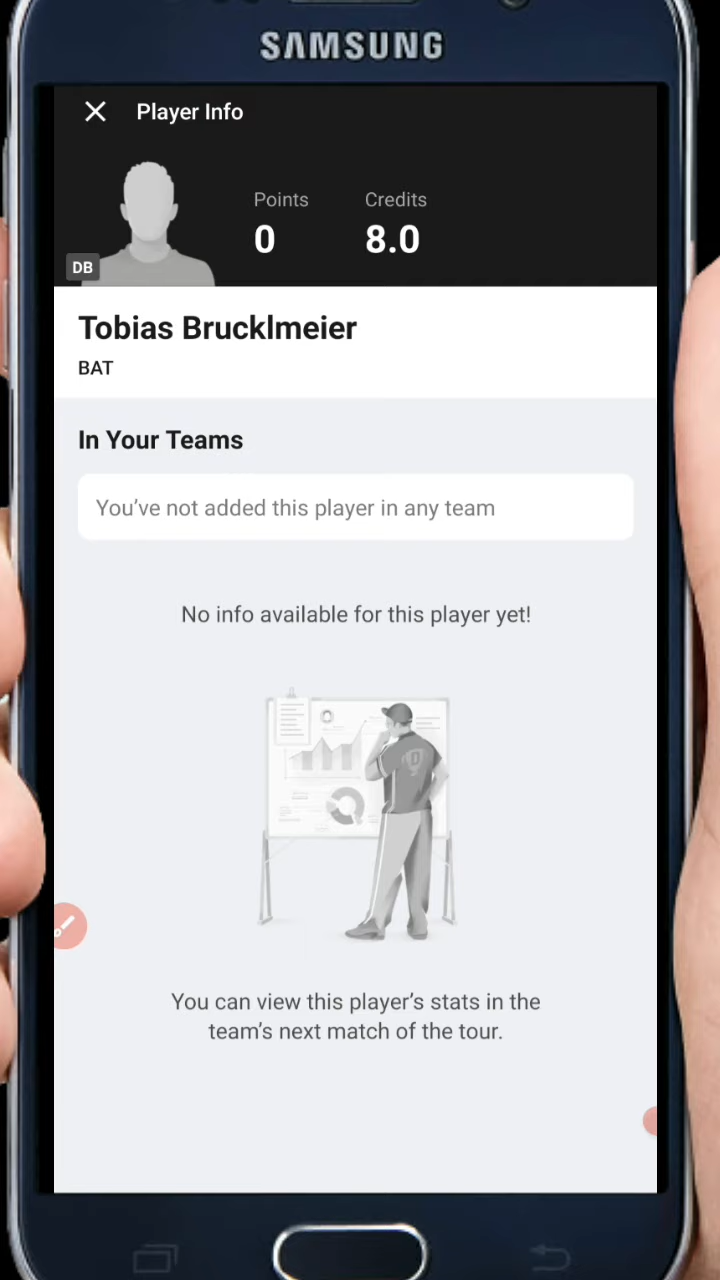 SAMSUNG
Player Info
Points
Credits
0
8.0
DB
Tobias Brucklmeier
BAT
In Your Teams
You’ve not added this player in any team
No info available for this player yet!
D
You can view this player’s stats in the
team’s next match of the tour.